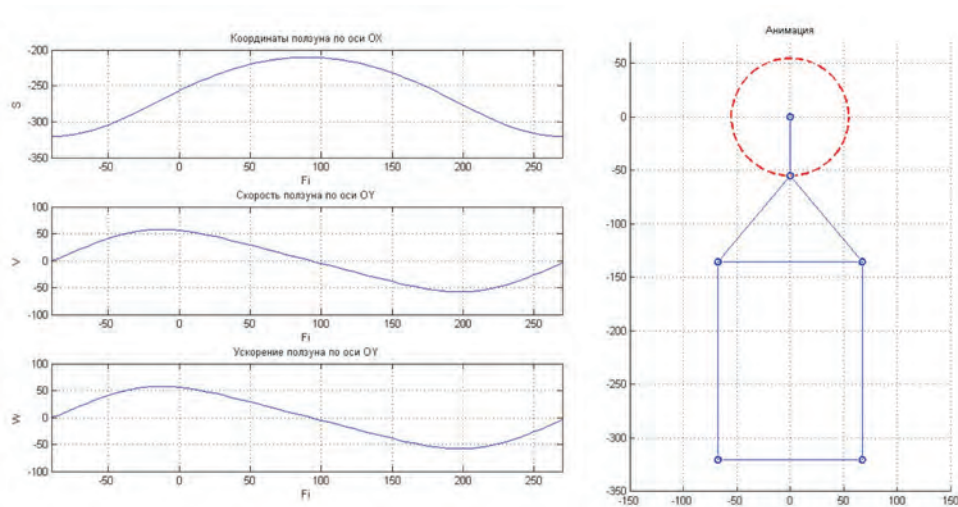 Координаты ползуна по оси OX
-200
-250
-300
-350
S
-50 0 50 100 150 200 250
Fi
Скорость ползуна по оси OY
100
50
0
-50
-100
V
-50 0 50 100 150 200 250
Fi
Ускорение ползуна по оси OY
100
50
0
-50
-100
W
-50 0 50 100 150 200 250
Fi
Анимация
50
0
-50
-100
-150
-200
-250
-300
-350
-150 -100 -50 0 50 100 150